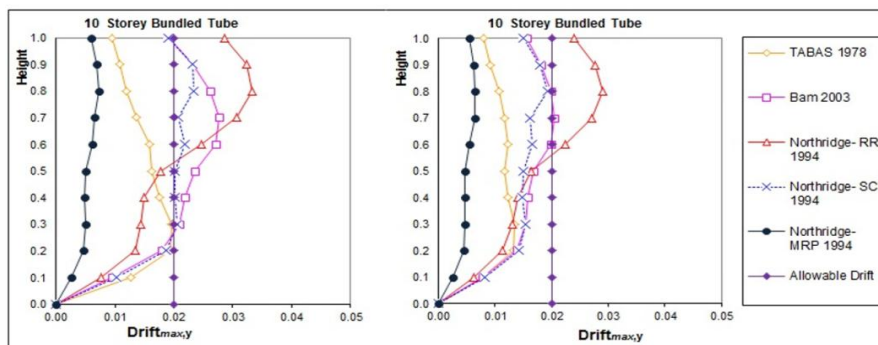 10 Storey Bundled Tube
Height
1.0
0.9
0.8
0.7
0.6
0.5
0.4
0.3
0.2
0.1
0.0
0.00 0.01 0.02 0.03 0.04 0.05
Drift max,y
10 Storey Bundled Tube
Height
1.0
0.9
0.8
0.7
0.6
0.5
0.4
0.3
0.2
0.1
0.0
0.00 0.01 0.02 0.03 0.04 0.05
Drift max,y
TABAS 1978
Bam 2003
Northridge- RR
1994
Northridge- SC
1994
Northridge-
MRP 1994
Allowable Drift